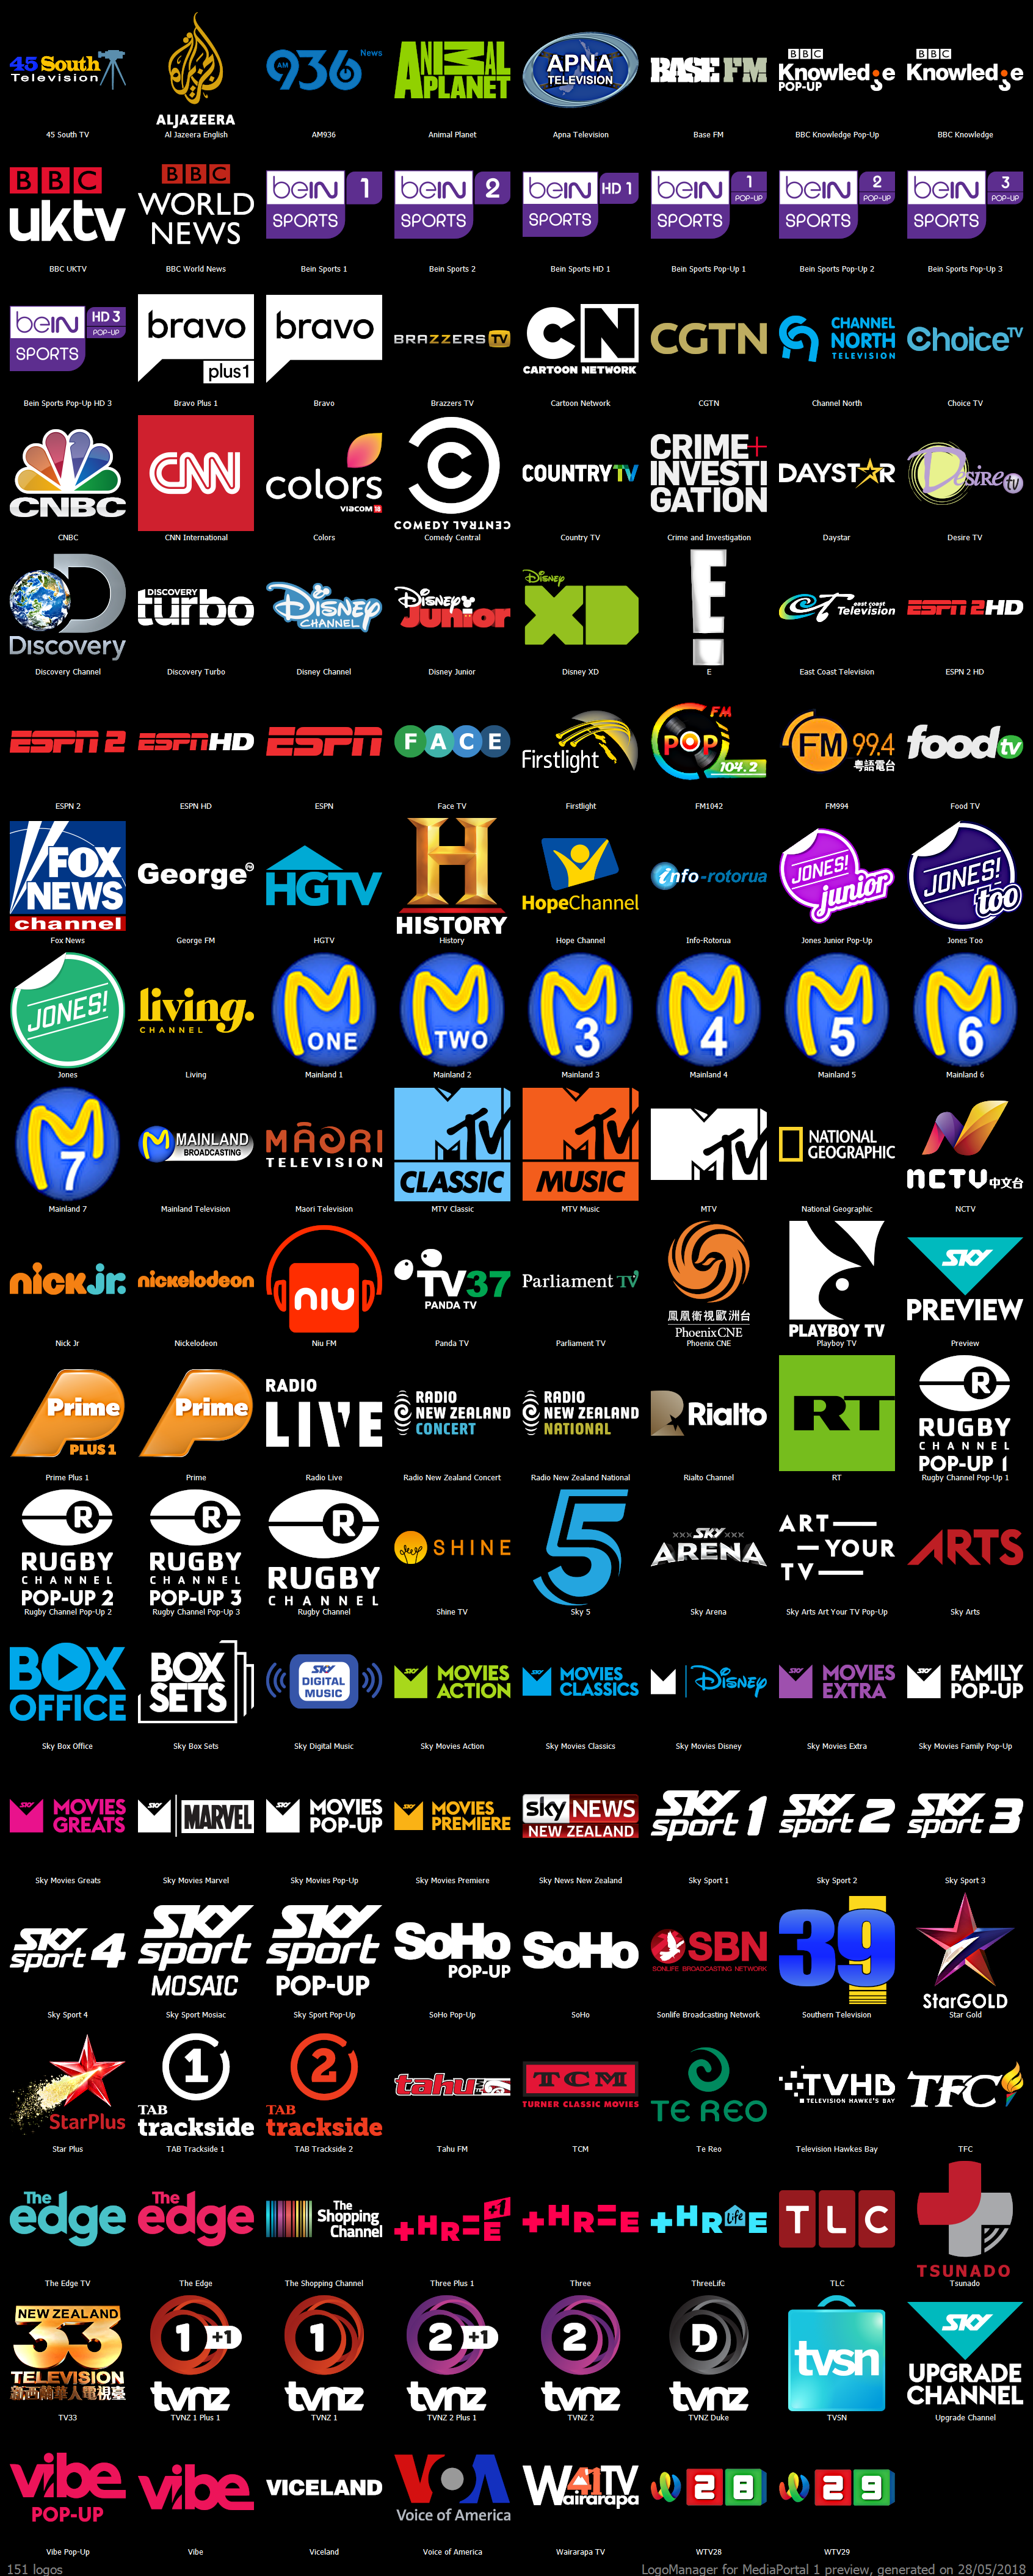 45 South
Television
45 South TV
ALJAZEERA
Al Jazeera English
AM
936
News
AM936
ANIMAL
PLANET
Animal Planet
APNA
TELEVISION
Apna Television
BASE FM
Base FM
BBC
Knowledge
POP-UP
BBC Knowledge Pop-Up
BBC
Knowledge
BBC Knowledge
BBC
uktv
BBC UKTV
BBC
WORLD
NEWS
BBC World News
beIN 1
SPORTS
Bein Sports 1
beIN 2
SPORTS
Bein Sports 2
beIN HD 1
SPORTS
Bein Sports HD 1
beIN 1
POP-UP
SPORTS
Bein Sports Pop-Up 1
beIN 2
POP-UP
SPORTS
Bein Sports Pop-Up 2
beIN 3
POP-UP
SPORTS
Bein Sports Pop-Up 3
beIN HD 3
POP-UP
SPORTS
Bein Sports Pop-Up HD 3
bravo
plus1
Bravo Plus 1
bravo
Bravo
BRAZZERS TV
Brazzers TV
CN
CARTOON NETWORK
Cartoon Network
CGTN
CGTN
CHANNEL
NORTH
TELEVISION
Channel North
ChoiceTV
Choice TV
CNBC
CNBC
CNN
CNN International
colors
VIACOM 18
Colors
C
COMEDY CENTRAL
Comedy Central
COUNTRYTV
Country TV
CRIME+
INVESTI
GATION
Crime and Investigation
DAYSTAR
Daystar
Desire tv
Desire TV
D
Discovery
Discovery Channel
DISCOVERY
turbo
Discovery Turbo
Disney
CHANNEL
Disney Channel
Disney
Junior
Disney Junior
Disney
XD
Disney XD
E!
E
east coast
Television
East Coast Television
ESPN 2 HD
ESPN 2 HD
ESPN 2
ESPN 2
ESPN HD
ESPN HD
ESPN
ESPN
FACE
Face TV
Firstlight
Firstlight
FM
POP
104.2
FM1042
FM 99.4
粵語電台
FM994
food tv
Food TV
FOX
NEWS
channel
Fox News
George FM
George FM
HGTV
HGTV
H
HISTORY
History
HopeChannel
Hope Channel
info-rotorua
Info-Rotorua
JONES!
junior
Jones Junior Pop-Up
JONES!
too
Jones Too
JONES!
Jones
living.
CHANNEL
Living
M
ONE
Mainland 1
M
TWO
Mainland 2
M
3
Mainland 3
M
4
Mainland 4
M
5
Mainland 5
M
6
Mainland 6
M
7
Mainland 7
M MAINLAND
BROADCASTING
Mainland Television
MĀORI
TELEVISION
Maori Television
MTV
CLASSIC
MTV Classic
MTV
MUSIC
MTV Music
MTV
MTV
NATIONAL
GEOGRAPHIC
National Geographic
N
NCTV 中文台
NCTV
nick jr.
Nick Jr
nickelodeon
Nickelodeon
niu
Niu FM
TV37
PANDA TV
Panda TV
Parliament TV
Parliament TV
鳳凰衛視歐洲台
Phoenix CNE
Phoenix CNE
PLAYBOY TV
Playboy TV
SKY
PREVIEW
Preview
Prime
PLUS 1
Prime Plus 1
Prime
Prime
RADIO
LIVE
Radio Live
RADIO
NEW ZEALAND
CONCERT
Radio New Zealand Concert
RADIO
NEW ZEALAND
NATIONAL
Radio New Zealand National
R Rialto
Rialto Channel
RT
RT
R
RUGBY
CHANNEL
POP-UP 1
Rugby Channel Pop-Up 1
R
RUGBY
CHANNEL
POP-UP 2
Rugby Channel Pop-Up 2
R
RUGBY
CHANNEL
POP-UP 3
Rugby Channel Pop-Up 3
R
RUGBY
CHANNEL
Rugby Channel
SHINE
Shine TV
5
Sky 5
XXX SKY XXX
ARENA
Sky Arena
ART
YOUR
TV
Sky Arts Art Your TV Pop-Up
ARTS
Sky Arts
BOX
OFFICE
Sky Box Office
BOX
SETS
Sky Box Sets
SKY
DIGITAL
MUSIC
Sky Digital Music
SKY
MOVIES
ACTION
Sky Movies Action
SKY
MOVIES
CLASSICS
Sky Movies Classics
SKY
Disney
Sky Movies Disney
SKY
MOVIES
EXTRA
Sky Movies Extra
SKY
FAMILY
POP-UP
Sky Movies Family Pop-Up
SKY
MOVIES
GREATS
Sky Movies Greats
SKY
MARVEL
Sky Movies Marvel
SKY
MOVIES
POP-UP
Sky Movies Pop-Up
SKY
MOVIES
PREMIERE
Sky Movies Premiere
sky NEWS
NEW ZEALAND
Sky News New Zealand
SKY
sport 1
Sky Sport 1
SKY
sport 2
Sky Sport 2
SKY
sport 3
Sky Sport 3
SKY
sport 4
Sky Sport 4
SKY
sport
MOSAIC
Sky Sport Mosiac
SKY
sport
POP-UP
Sky Sport Pop-Up
SoHo
POP-UP
SoHo Pop-Up
SoHo
SoHo
SBN
SONLIFE BROADCASTING NETWORK
Sonlife Broadcasting Network
39
Southern Television
StarGOLD
Star Gold
StarPlus
Star Plus
1
TAB
trackside
TAB Trackside 1
2
TAB
trackside
TAB Trackside 2
tahu FM
Tahu FM
TCM
TURNER CLASSIC MOVIES
TCM
TE REO
Te Reo
TVHB
TELEVISION HAWKE'S BAY
Television Hawkes Bay
TFC
TFC
The
edge
The Edge TV
The
edge
The Edge
The
Shopping
Channel
The Shopping Channel
+HR=E +1
Three Plus 1
+HR=E
Three
+HR Life E
ThreeLife
TLC
TLC
TSUNADO
Tsunado
NEW ZEALAND
33
TELEVISION
新西蘭華人電視臺
TV33
1 +1
tvnz
TVNZ 1 Plus 1
1
tvnz
TVNZ 1
2 +1
tvnz
TVNZ 2 Plus 1
2
tvnz
TVNZ 2
D
tvnz
TVNZ Duke
tvsn
TVSN
SKY
UPGRADE
CHANNEL
Upgrade Channel
vibe
POP-UP
Vibe Pop-Up
vibe
Vibe
VICELAND
Viceland
VOA
Voice of America
Voice of America
W41TV
Wairarapa
Wairarapa TV
28
WTV28
29
WTV29
151 logos
LogoManager for MediaPortal 1 preview, generated on 28/05/2018